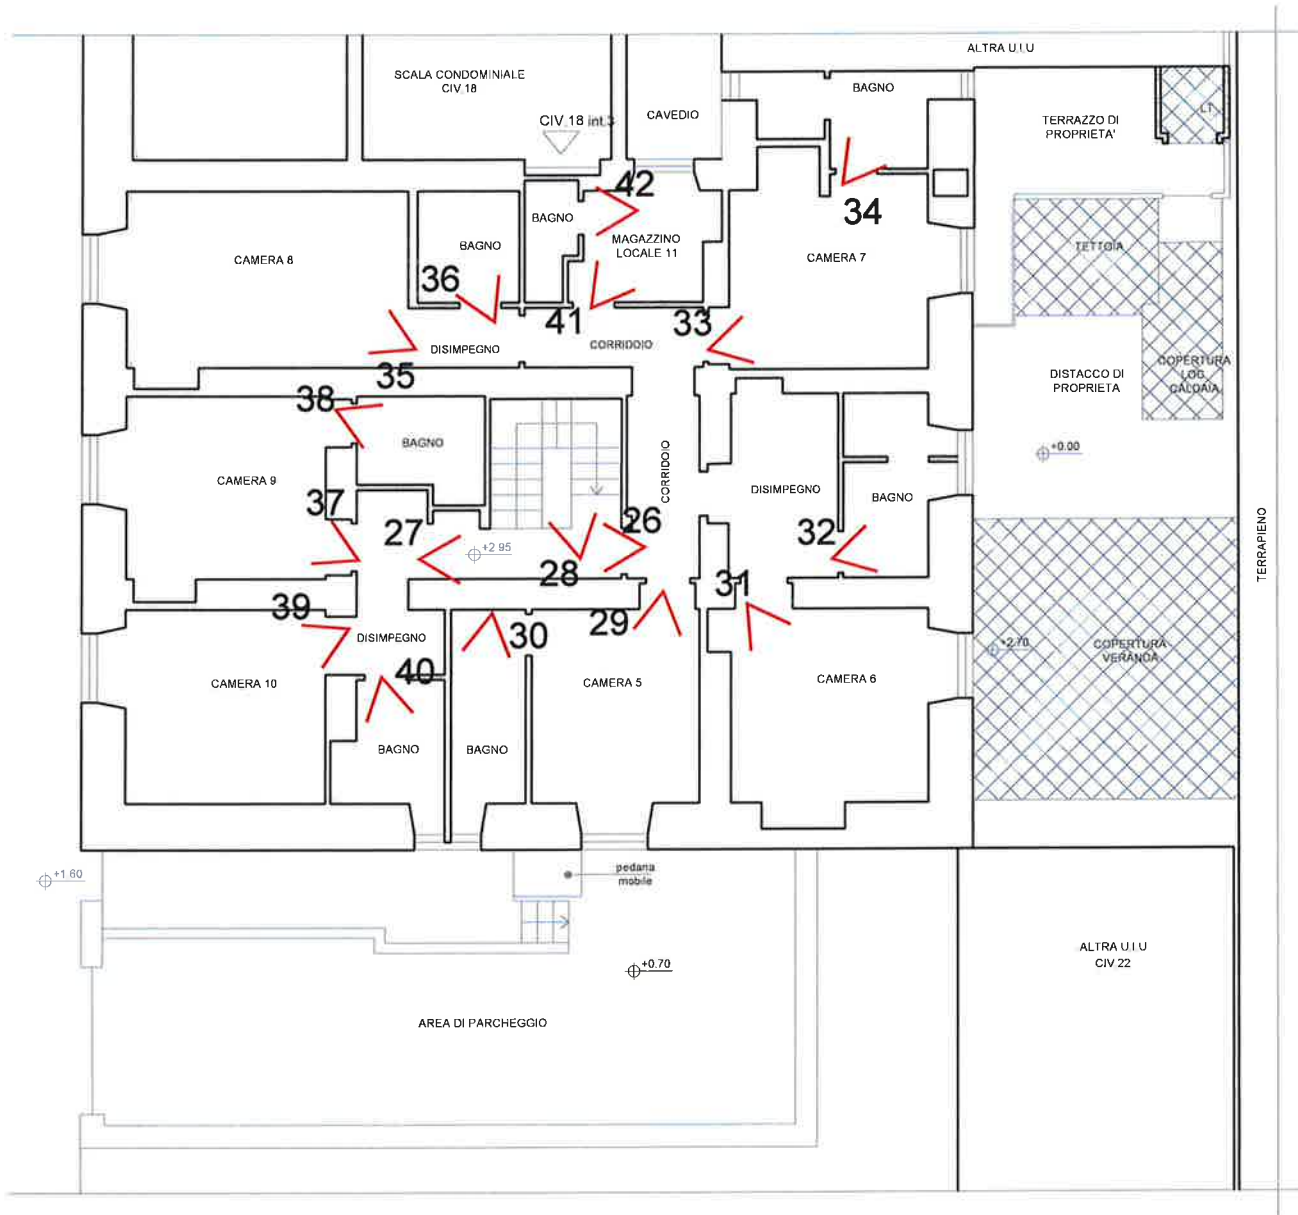 ALTRA U.I.U
SCALA CONDOMINIALE
CIV.18
BAGNO
CIV.18 int.3
CAVEDIO
TERRAZZO DI
PROPRIETA'
LT
42
34
BAGNO
BAGNO
MAGAZZINO
LOCALE 11
TETTOIA
CAMERA 8
CAMERA 7
36
41
33
DISIMPEGNO
CORRIDOIO
COPERTURA
LOC.
CALDAIA
35
DISTACCO DI
PROPRIETA
38
BAGNO
+0.00
CORRIDOIO
CAMERA 9
DISIMPEGNO
BAGNO
37
27
26
32
TERRAPIENO
+2.95
28
31
39
29
30
DISIMPEGNO
+2.70
COPERTURA
VERANDA
40
CAMERA 10
CAMERA 5
CAMERA 6
BAGNO
BAGNO
pedana
mobile
+1.60
ALTRA U.I.U
CIV.22
+0.70
AREA DI PARCHEGGIO